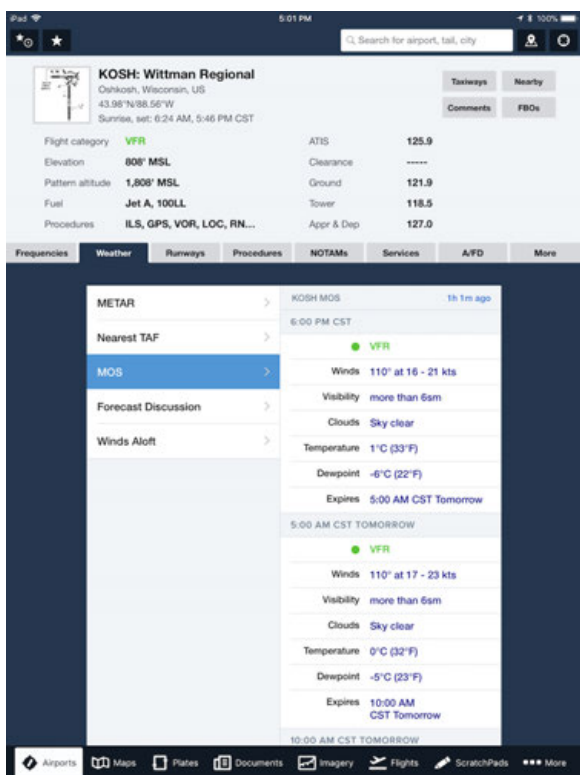 iPad
5:01 PM
100%
Search for airport, tail, city
KOSH: Wittman Regional
Oshkosh, Wisconsin, US
43.98°N/88.56°W
Sunrise, set: 6:24 AM, 5:46 PM CST
Taxiways
Nearby
Comments
FBOs
Flight category VFR
ATIS 125.9
Elevation 808' MSL
Clearance -----
Pattern altitude 1,808' MSL
Ground 121.9
Fuel Jet A, 100LL
Tower 118.5
Procedures ILS, GPS, VOR, LOC, RN...
Appr & Dep 127.0
Frequencies Weather Runways Procedures NOTAMs Services A/FD More
METAR
Nearest TAF
MOS
Forecast Discussion
Winds Aloft
KOSH MOS 1h 1m ago
6:00 PM CST
VFR
Winds 110° at 16 - 21 kts
Visibility more than 6sm
Clouds Sky clear
Temperature 1°C (33°F)
Dewpoint -6°C (22°F)
Expires 5:00 AM CST Tomorrow
5:00 AM CST TOMORROW
VFR
Winds 110° at 17 - 23 kts
Visibility more than 6sm
Clouds Sky clear
Temperature 0°C (32°F)
Dewpoint -5°C (23°F)
Expires 10:00 AM
CST Tomorrow
10:00 AM CST TOMORROW
Airports Maps Plates Documents Imagery Flights ScratchPads More